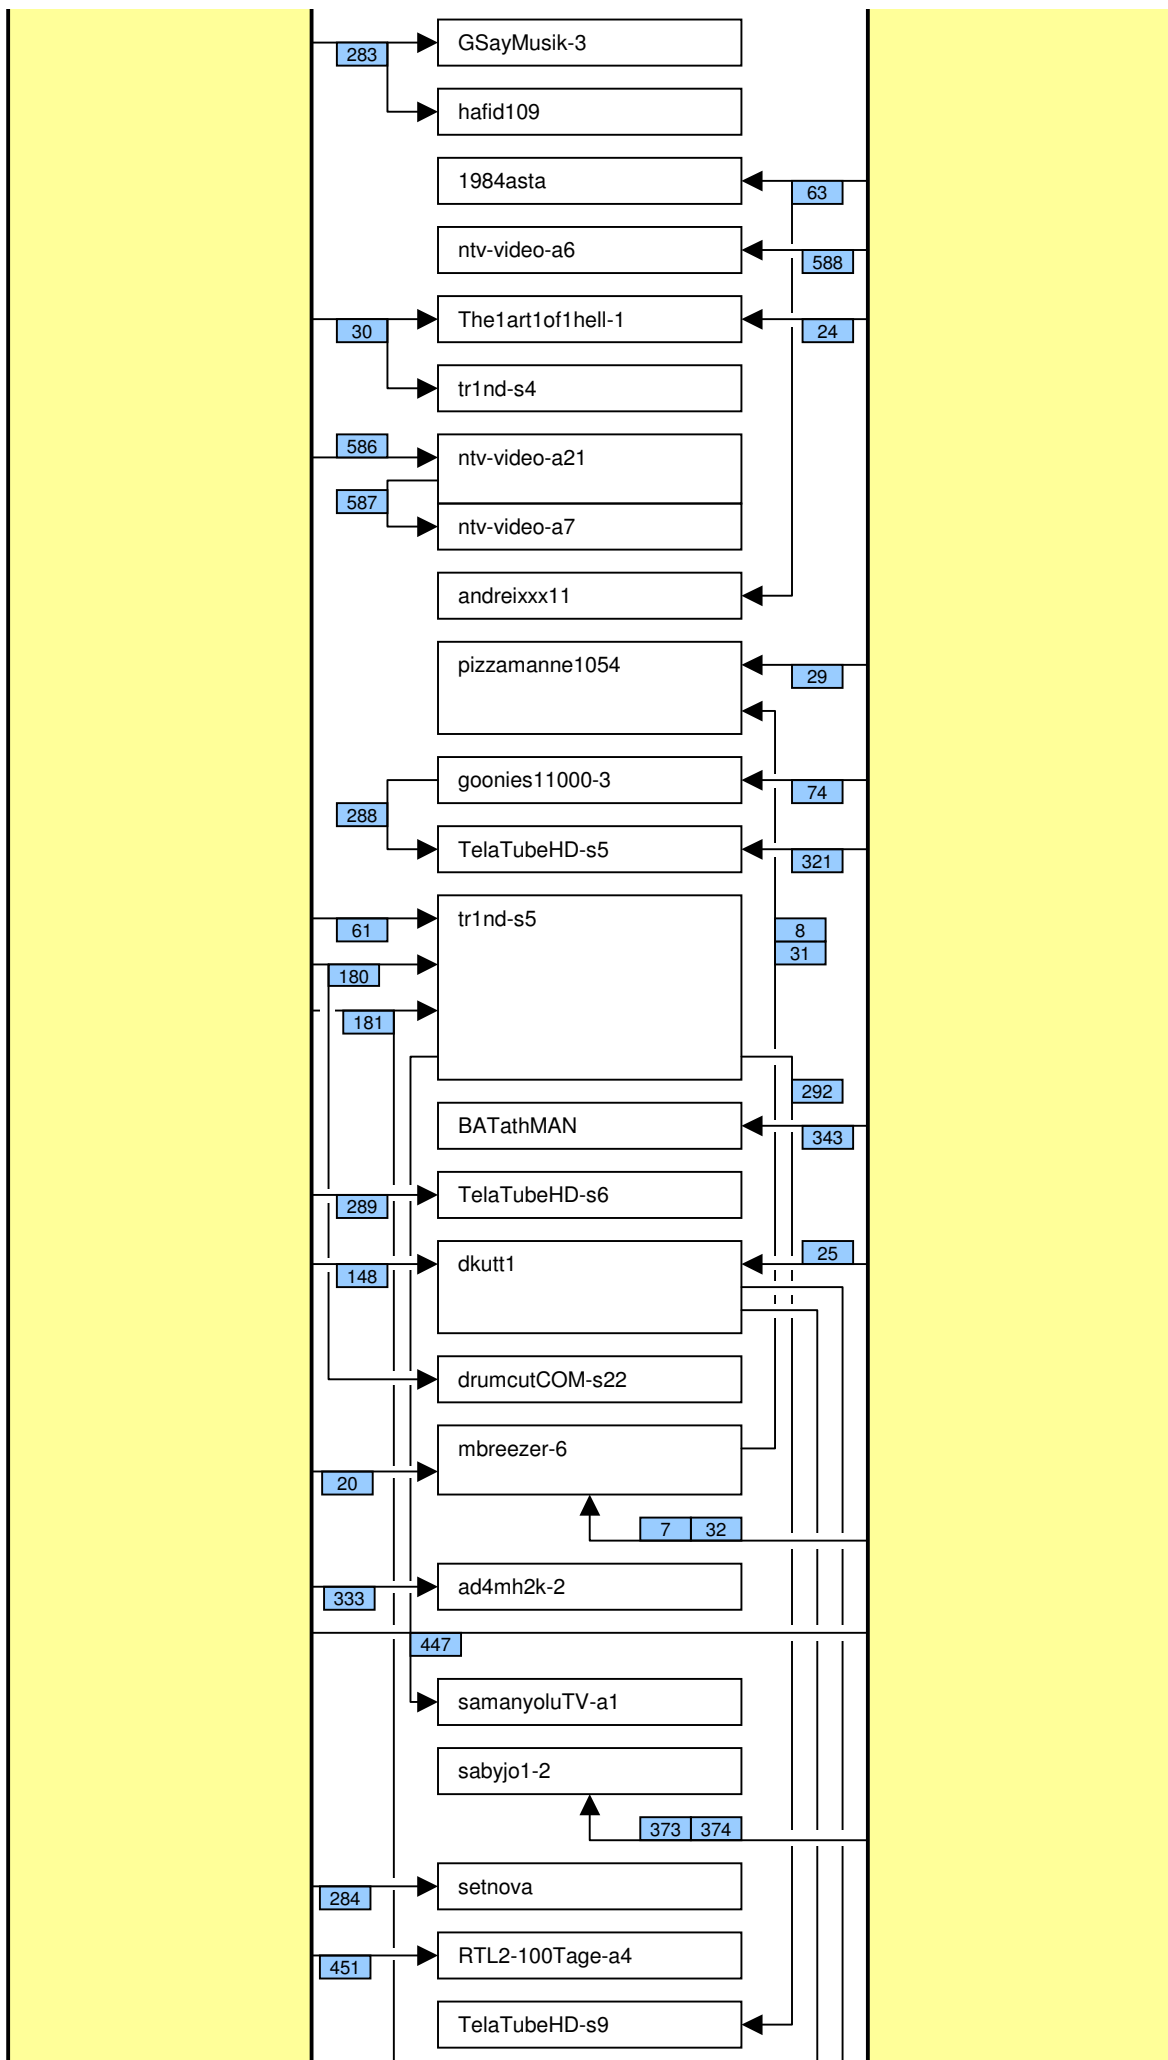 GSayMusik-3
283
hafid109
1984asta
63
ntv-video-a6
588
The1art1of1hell-1
30
24
tr1nd-s4
586
ntv-video-a21
587
ntv-video-a7
andreixxx11
pizzamanne1054
29
goonies11000-3
74
288
TelaTubeHD-s5
321
tr1nd-s5
61
8
31
180
181
292
BATathMAN
343
TelaTubeHD-s6
289
25
dkutt1
148
drumcutCOM-s22
mbreezer-6
20
7 32
ad4mh2k-2
333
447
samanyoluTV-a1
sabyjo1-2
373 374
setnova
284
RTL2-100Tage-a4
451
TelaTubeHD-s9